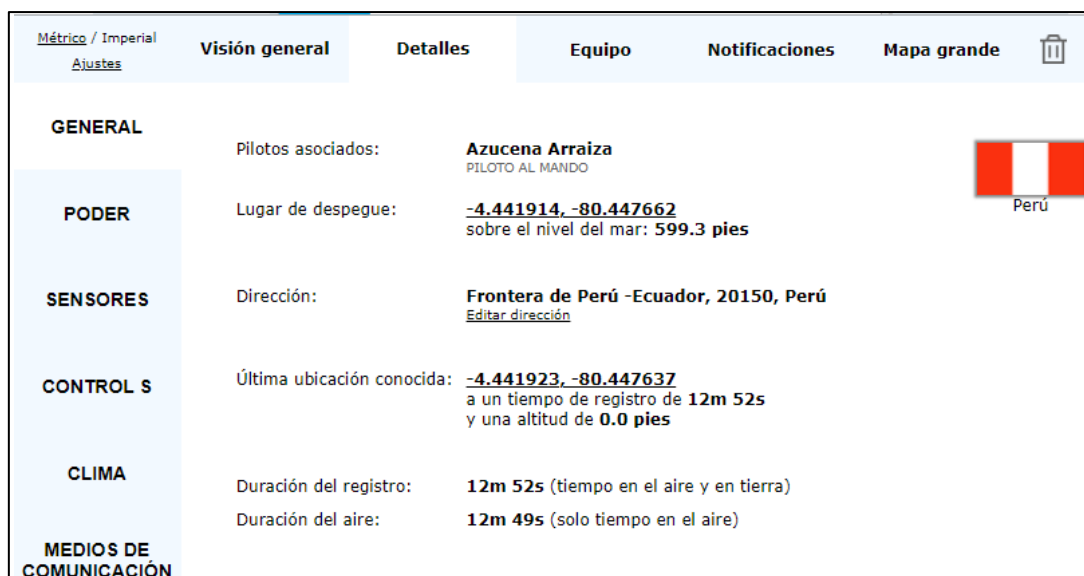 Métrico / Imperial
Ajustes
Visión general
Detalles
Equipo
Notificaciones
Mapa grande
GENERAL
PODER
SENSORES
CONTROL S
CLIMA
MEDIOS DE
COMUNICACIÓN
Pilotos asociados:
Azucena Arraiza
PILOTO AL MANDO
Perú
Lugar de despegue:
-4.441914, -80.447662
sobre el nivel del mar: 599.3 pies
Dirección:
Frontera de Perú -Ecuador, 20150, Perú
Editar dirección
Última ubicación conocida:
-4.441923, -80.447637
a un tiempo de registro de 12m 52s
y una altitud de 0.0 pies
Duración del registro:
12m 52s (tiempo en el aire y en tierra)
Duración del aire:
12m 49s (solo tiempo en el aire)